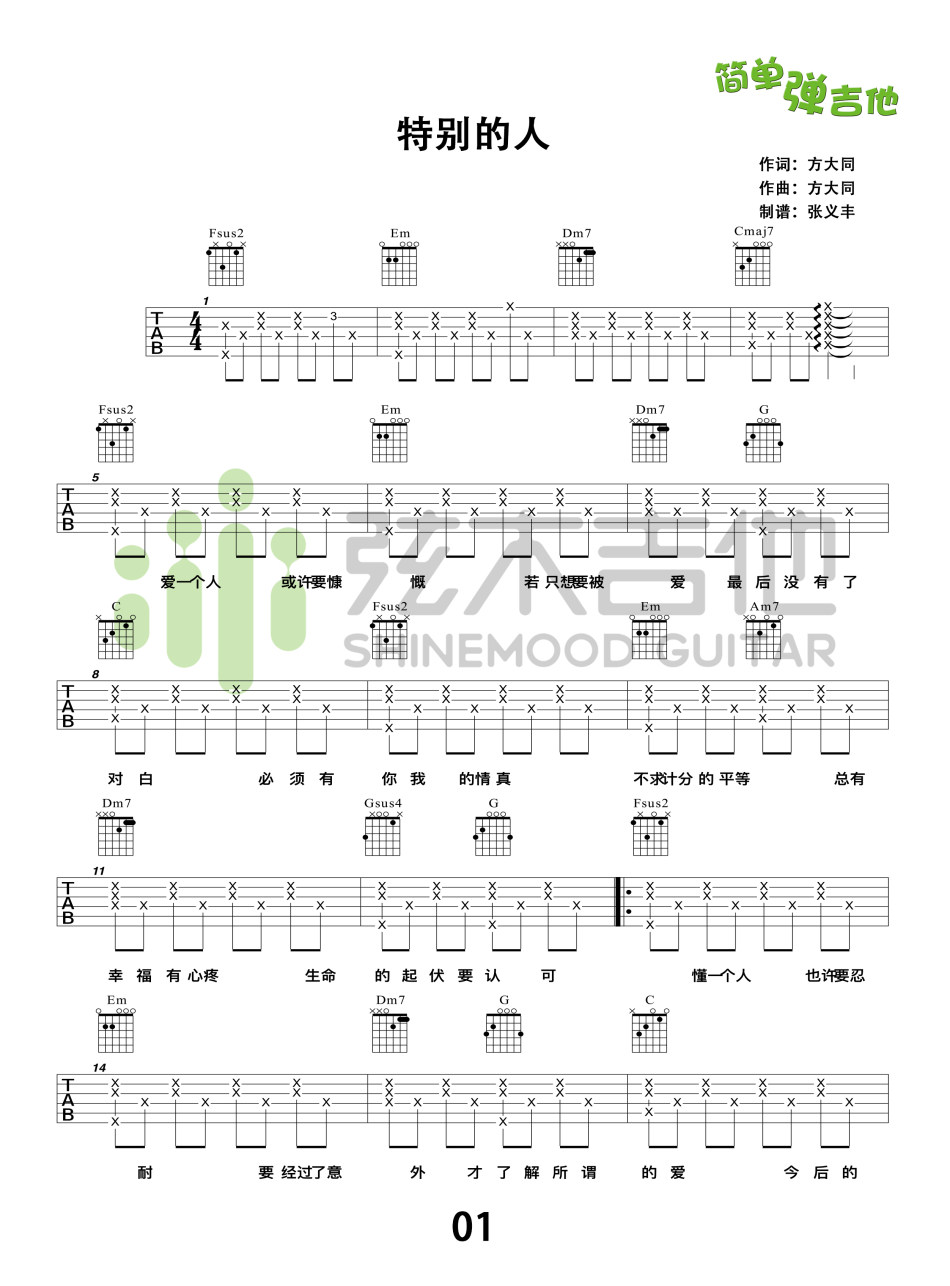 简单弹吉他
特别的人
作词：方大同
作曲：方大同
制谱：张义丰
Fsus2 Em Dm7 Cmaj7
1
T A B 4 4 3
Fsus2 Em Dm7 G
5
T A B
弦木吉他
爱一个人 或许要慷 慨 若只想要被 爱 最后没有了
C Fsus2 Em Am7
SHINEMOOD GUITAR
8
T A B
对白 必须有 你我 的情真 不求计分的平等 总有
Dm7 Gsus4 G Fsus2
11
T A B
幸福有心疼 生命 的起伏要认 可 懂一个人 也许要忍
Em Dm7 G C
14
T A B
耐 要经过了意 外 才了解所谓 的爱 今后的
01